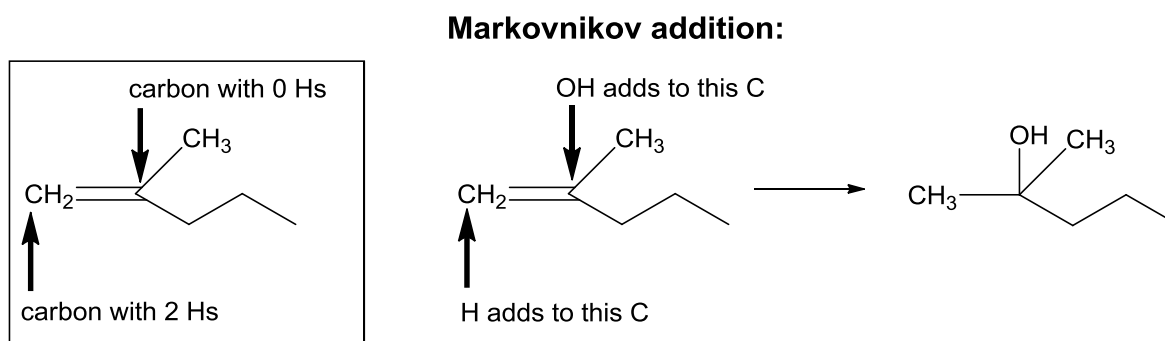 Markovnikov addition:
carbon with 0 Hs
CH₃
CH₂
carbon with 2 Hs
OH adds to this C
CH₃
CH₂
H adds to this C
OH
CH₃
CH₃